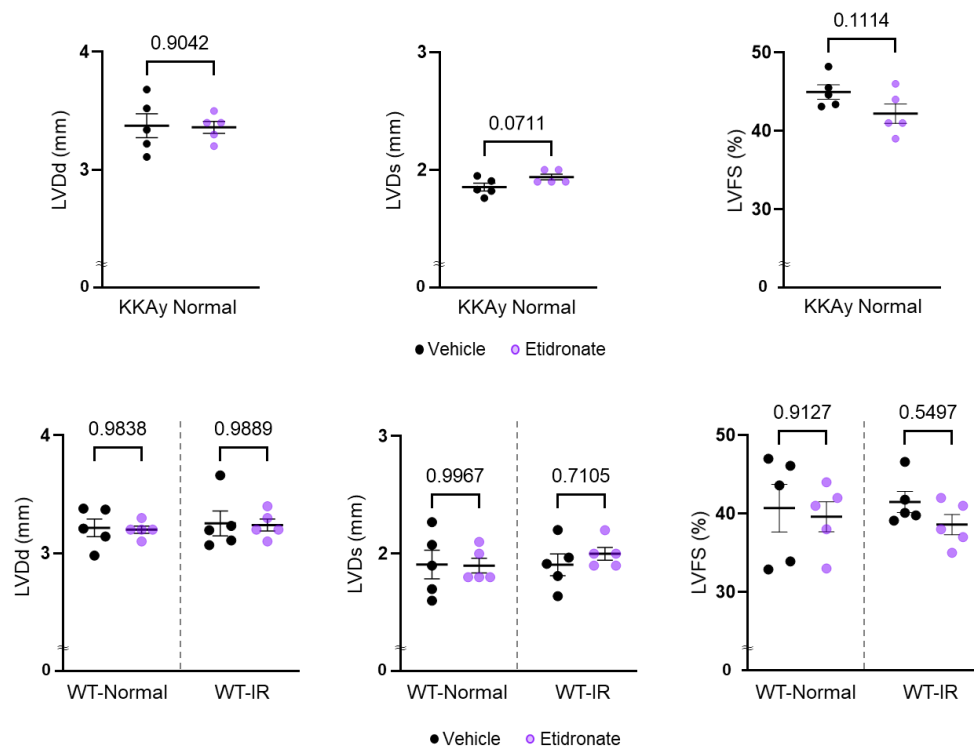 0.9042
4
3
0
LVDd (mm)
KKAy Normal
0.0711
3
2
0
LVDs (mm)
KKAy Normal
0.1114
50
40
30
0
LVFS (%)
KKAy Normal
Vehicle Etidronate
0.9838 0.9889
4
3
0
LVDd (mm)
WT-Normal WT-IR
0.9967 0.7105
3
2
0
LVDs (mm)
WT-Normal WT-IR
0.9127 0.5497
50
40
30
0
LVFS (%)
WT-Normal WT-IR
Vehicle Etidronate